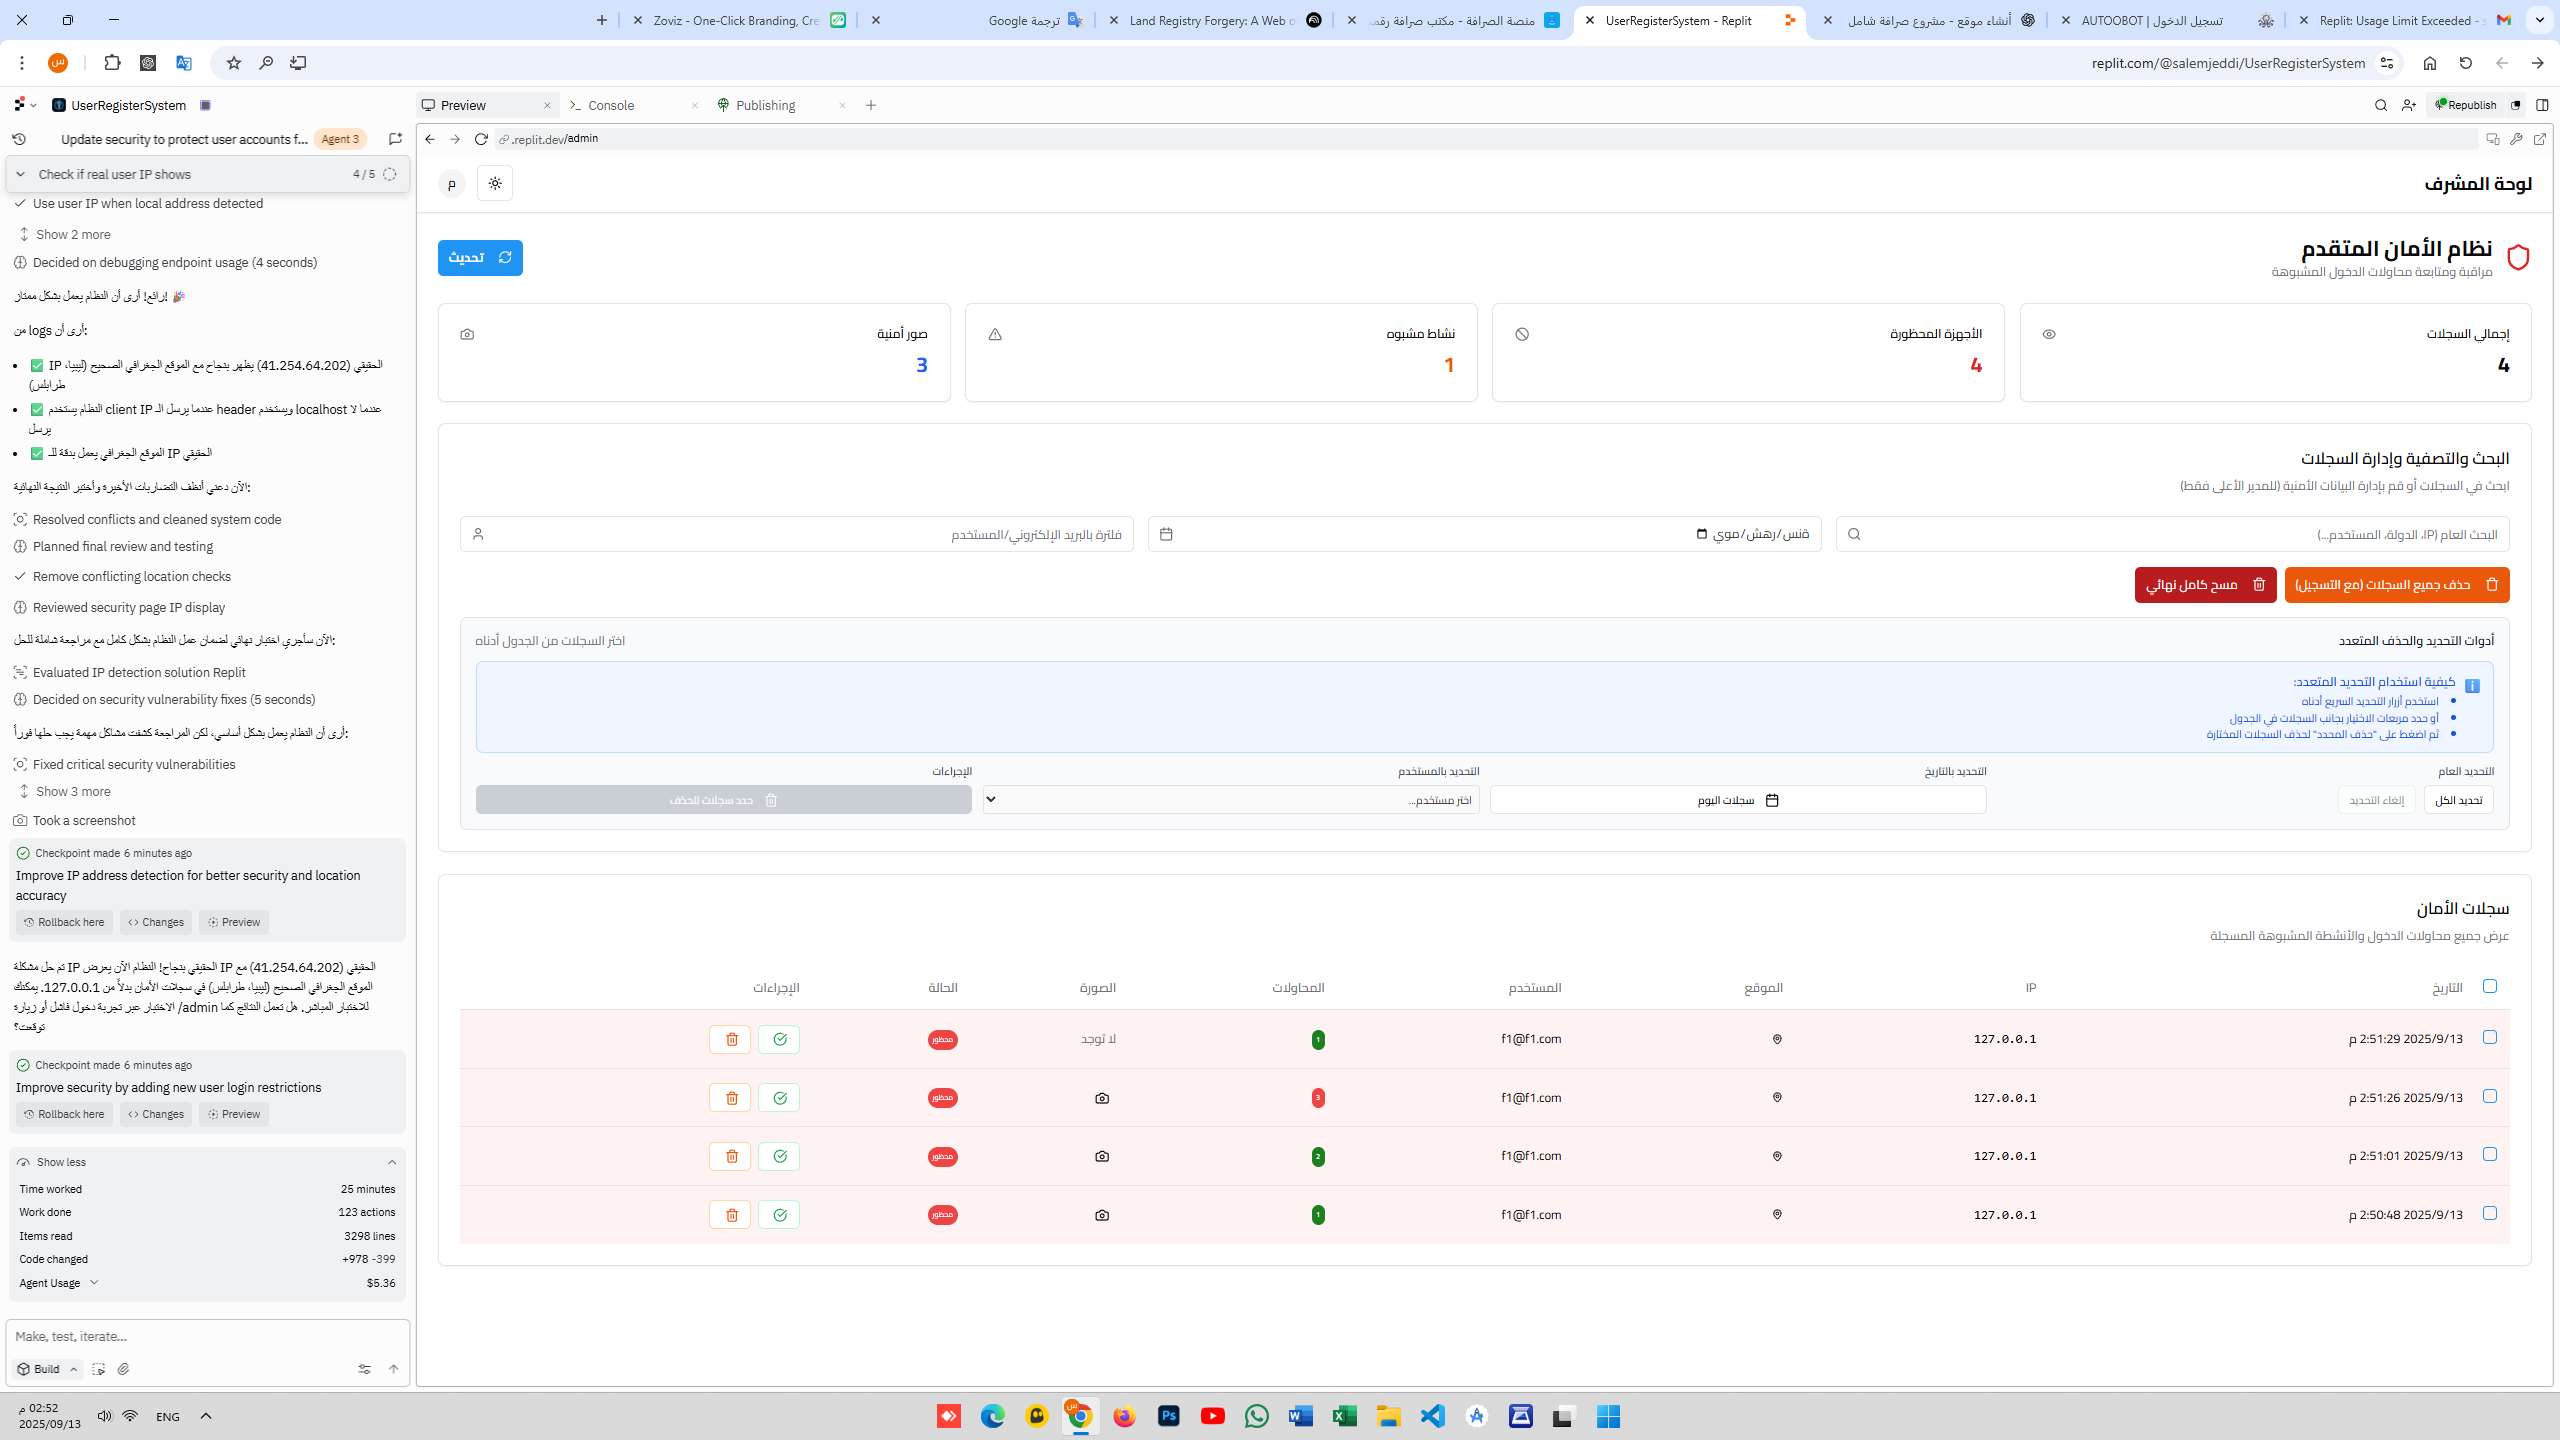 Zoviz - One-Click Branding, Cre
ترجمة Google
Land Registry Forgery: A Web o
منصة الصرافة - مكتب صرافة رقمي
UserRegisterSystem - Replit
أنشاء موقع - مشروع صرافة شامل
تسجيل الدخول | AUTOOBOT
Replit: Usage Limit Exceeded - s
س
replit.com/@salemjeddi/UserRegisterSystem
UserRegisterSystem
Preview
Console
Publishing
Republish
Update security to protect user accounts f...
Agent 3
.replit.dev/admin
Check if real user IP shows
4 / 5
Use user IP when local address detected
Show 2 more
Decided on debugging endpoint usage (4 seconds)
رائع! أرى أن النظام يعمل بشكل ممتاز! 🎉
أرى أن logs من:
✅ IP الحقيقي (41.254.64.202) يظهر بنجاح مع الموقع الجغرافي الصحيح (ليبيا، طرابلس)
✅ النظام يستخدم client IP عندما يرسل الـ header ويستخدم localhost عندما لا يرسل
✅ الموقع الجغرافي يعمل بدقة للـ IP الحقيقي
الآن دعني أنظف التضاربات الأخيرة وأختبر النتيجة النهائية:
Resolved conflicts and cleaned system code
Planned final review and testing
Remove conflicting location checks
Reviewed security page IP display
الآن سأجري اختبار نهائي لضمان عمل النظام بشكل كامل مع مراجعة شاملة للحل:
Evaluated IP detection solution Replit
Decided on security vulnerability fixes (5 seconds)
أرى أن النظام يعمل بشكل أساسي، لكن المراجعة كشفت مشاكل مهمة يجب حلها فوراً:
Fixed critical security vulnerabilities
Show 3 more
Took a screenshot
Checkpoint made 6 minutes ago
Improve IP address detection for better security and location
accuracy
Rollback here
Changes
Preview
تم حل مشكلة IP الحقيقي بنجاح! النظام الآن يعرض IP الحقيقي (41.254.64.202) مع
الموقع الجغرافي الصحيح (ليبيا، طرابلس) في سجلات الأمان بدلاً من 127.0.0.1. يمكنك
الاختبار عبر تجربة دخول فاشل أو زيارة /admin للاختبار المباشر. هل تعمل النتائج كما
توقعت؟
Checkpoint made 6 minutes ago
Improve security by adding new user login restrictions
Rollback here
Changes
Preview
Show less
Time worked
25 minutes
Work done
123 actions
Items read
3298 lines
Code changed
+978 -399
Agent Usage
$5.36
Make, test, iterate...
Build
لوحة المشرف
م
نظام الأمان المتقدم
مراقبة ومتابعة محاولات الدخول المشبوهة
تحديث
إجمالي السجلات
4
الأجهزة المحظورة
4
نشاط مشبوه
1
صور أمنية
3
البحث والتصفية وإدارة السجلات
ابحث في السجلات أو قم بإدارة البيانات الأمنية (للمدير الأعلى فقط)
البحث العام (IP، الدولة، المستخدم...)
ةنس/رهش/موي
فلترة بالبريد الإلكتروني/المستخدم
حذف جميع السجلات (مع التسجيل)
مسح كامل نهائي
أدوات التحديد والحذف المتعدد
اختر السجلات من الجدول أدناه
كيفية استخدام التحديد المتعدد:
استخدم أزرار التحديد السريع أدناه
أو حدد مربعات الاختيار بجانب السجلات في الجدول
ثم اضغط على "حذف المحدد" لحذف السجلات المختارة
التحديد العام
التحديد بالتاريخ
التحديد بالمستخدم
الإجراءات
تحديد الكل
إلغاء التحديد
سجلات اليوم
اختر مستخدم...
حدد سجلات للحذف
سجلات الأمان
عرض جميع محاولات الدخول والأنشطة المشبوهة المسجلة
التاريخ
IP
الموقع
المستخدم
المحاولات
الصورة
الحالة
الإجراءات
2025/9/13 2:51:29 م
127.0.0.1
f1@f1.com
1
لا توجد
محظور
2025/9/13 2:51:26 م
127.0.0.1
f1@f1.com
3
محظور
2025/9/13 2:51:01 م
127.0.0.1
f1@f1.com
2
محظور
2025/9/13 2:50:48 م
127.0.0.1
f1@f1.com
1
محظور
02:52 م
2025/09/13
ENG
س
Ps